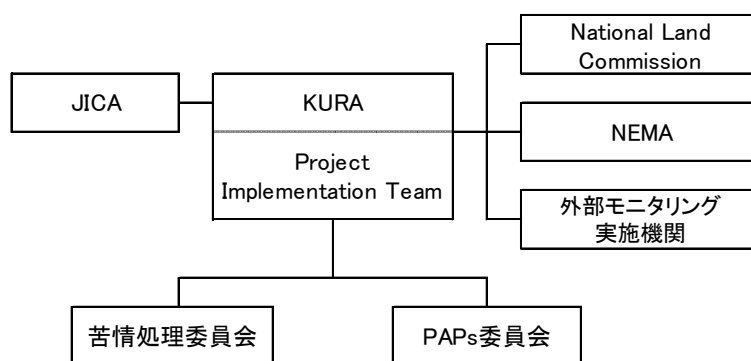 National Land
Commission
JICA
KURA
NEMA
Project
Implementation Team
外部モニタリング
実施機関
苦情処理委員会
PAPs委員会